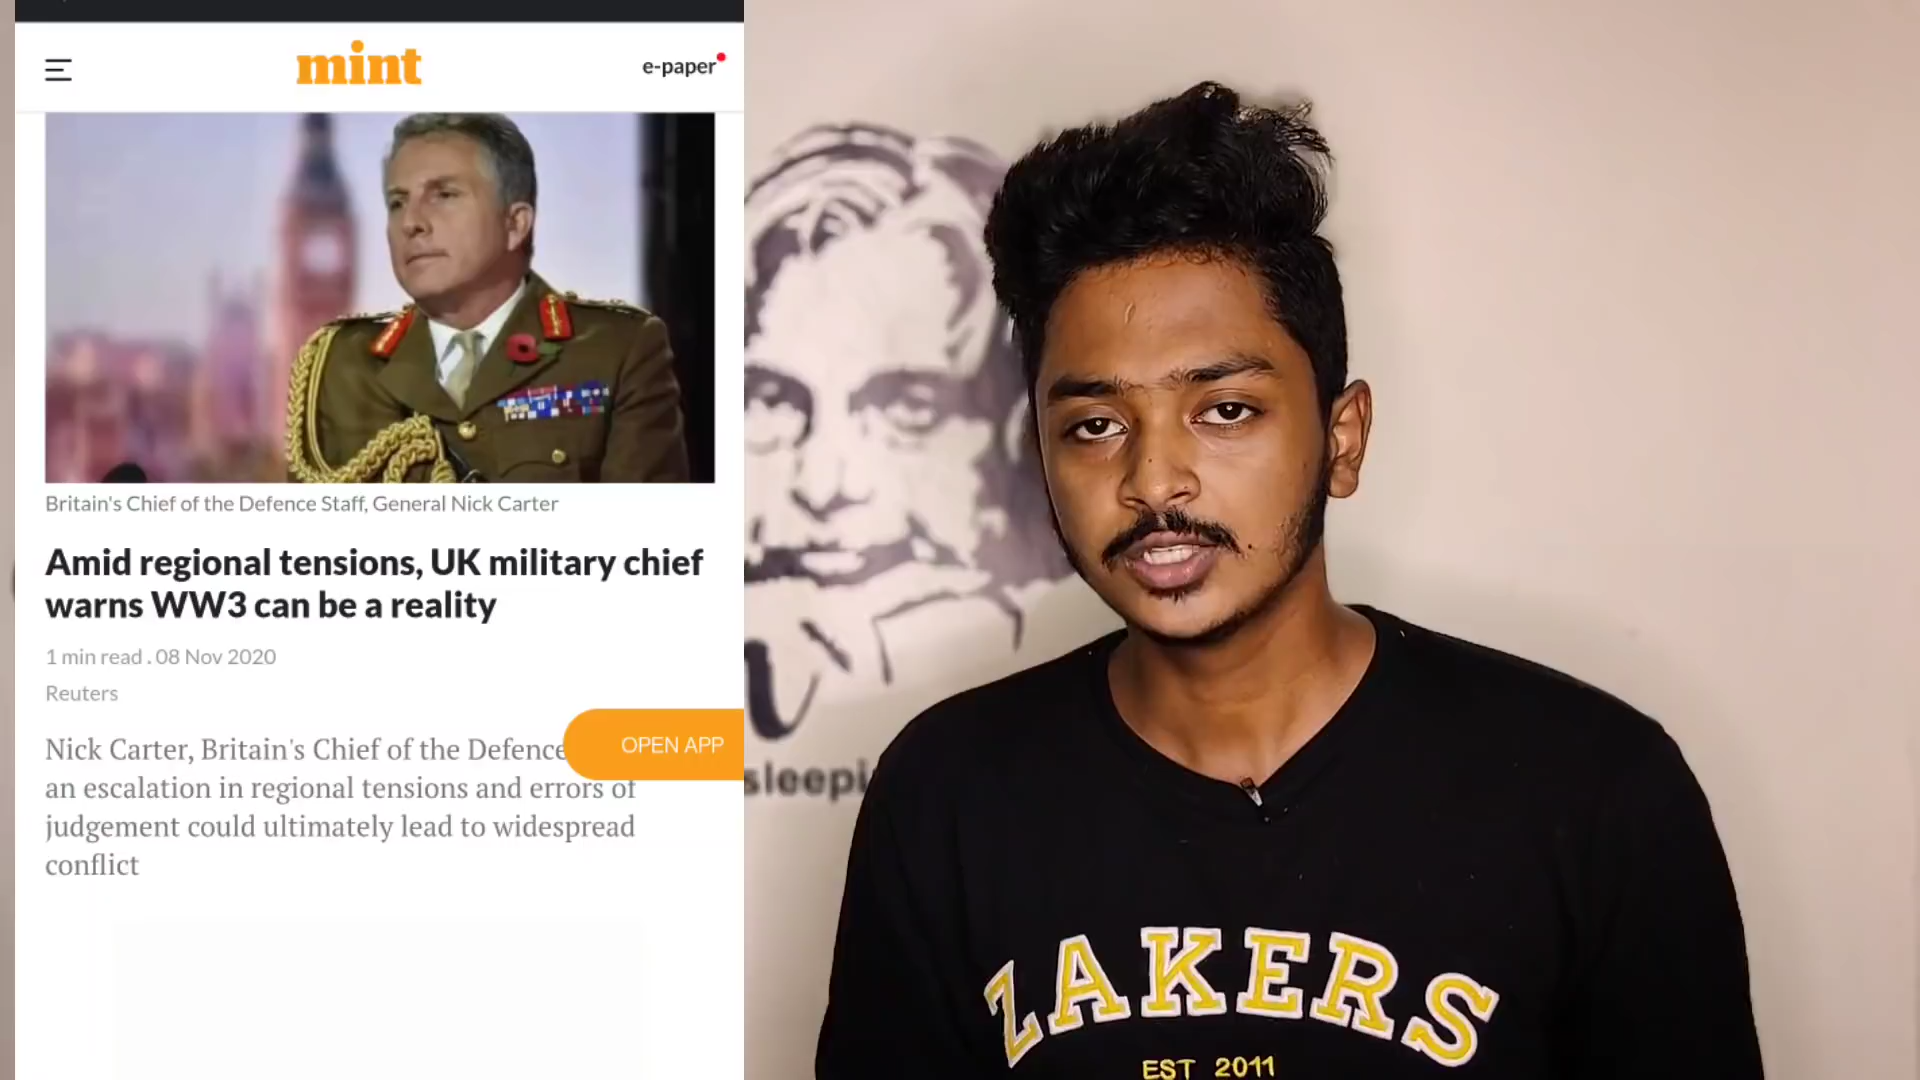 mint
e-paper
Britain's Chief of the Defence Staff, General Nick Carter
Amid regional tensions, UK military chief
warns WW3 can be a reality
1 min read . 08 Nov 2020
Reuters
Nick Carter, Britain's Chief of the Defence
OPEN APP
an escalation in regional tensions and errors of
judgement could ultimately lead to widespread
conflict
sleepi
ZAKERS
EST 2011